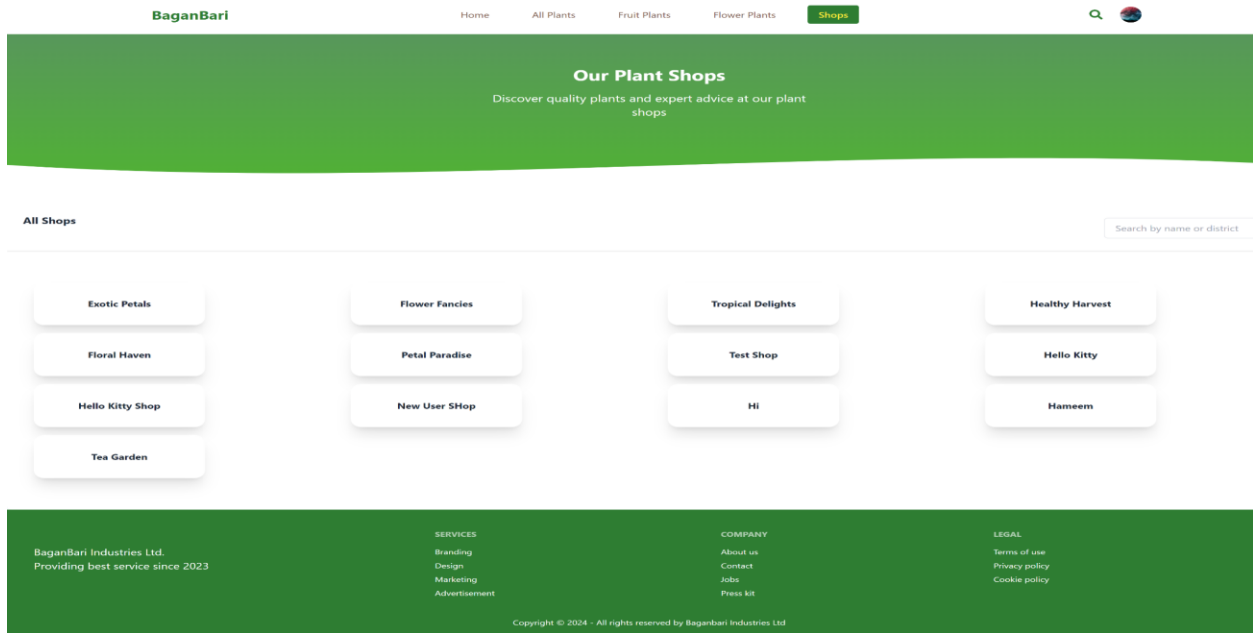 BaganBari
Home All Plants Fruit Plants Flower Plants Shops
Our Plant Shops
Discover quality plants and expert advice at our plant
shops
All Shops
Search by name or district
Exotic Petals Flower Fancies Tropical Delights Healthy Harvest
Floral Haven Petal Paradise Test Shop Hello Kitty
Hello Kitty Shop New User SHop Hi Hameem
Tea Garden
BaganBari Industries Ltd.
Providing best service since 2023
SERVICES
Branding
Design
Marketing
Advertisement
COMPANY
About us
Contact
Jobs
Press kit
LEGAL
Terms of use
Privacy policy
Cookie policy
Copyright © 2024 - All rights reserved by Baganbari Industries Ltd